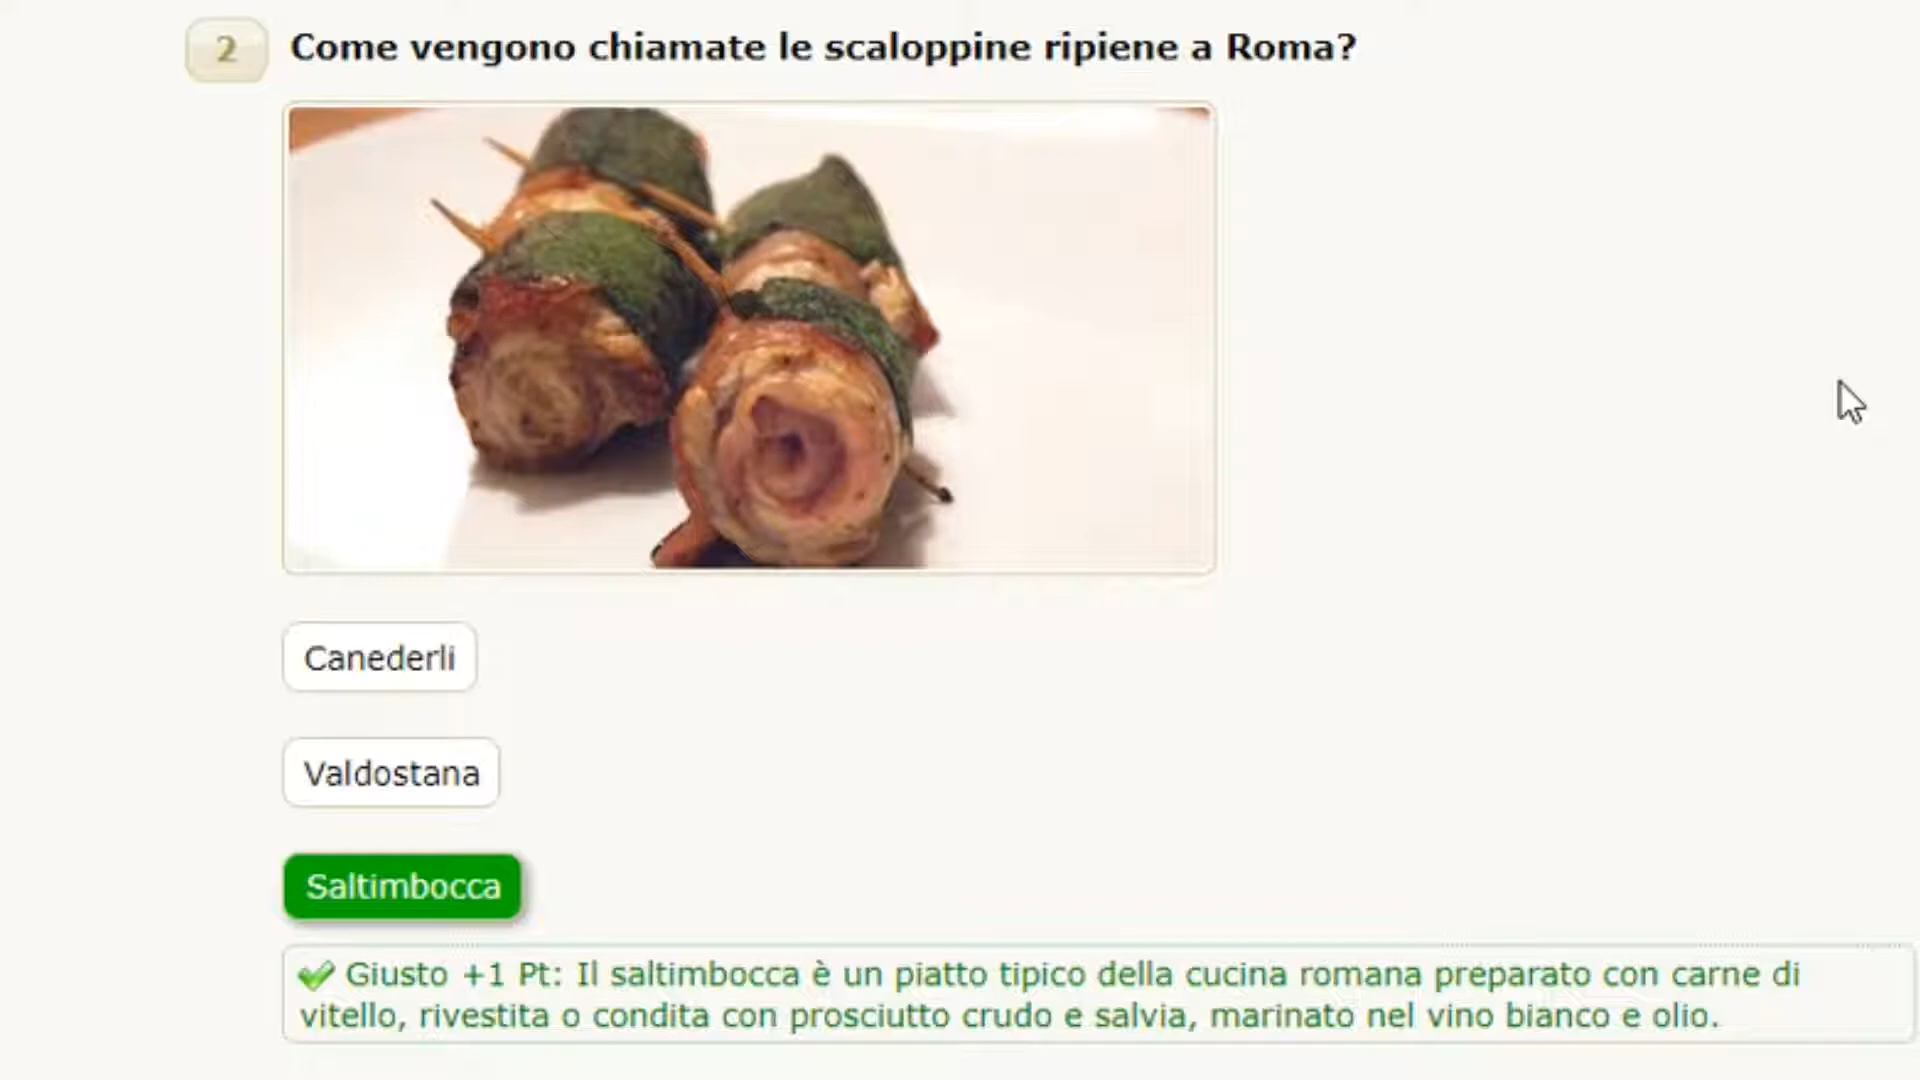 2
Come vengono chiamate le scaloppine ripiene a Roma?
Canederli
Valdostana
Saltimbocca
Giusto +1 Pt: Il saltimbocca è un piatto tipico della cucina romana preparato con carne di
vitello, rivestita o condita con prosciutto crudo e salvia, marinato nel vino bianco e olio.